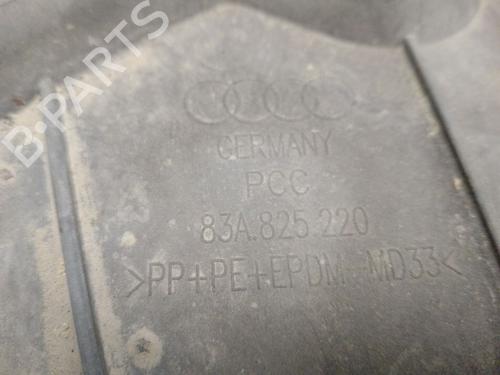 B-PARTS
GERMANY
PCC
83A.825.220
>PP+PE+EPDM-MD33<